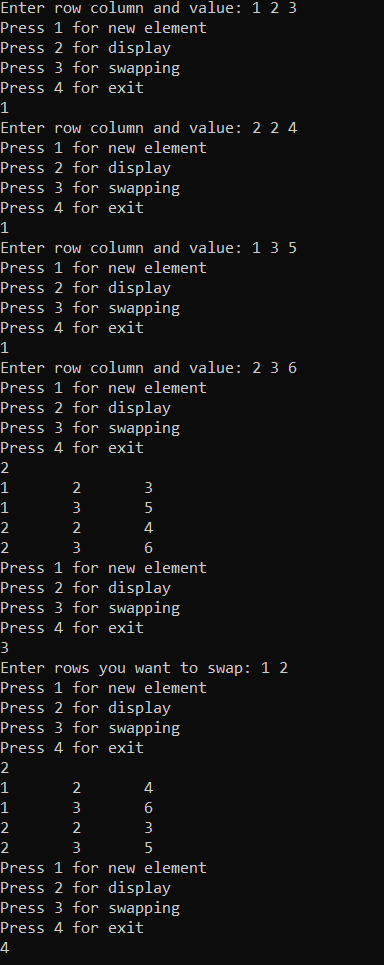 Enter row column and value: 1 2 3
Press 1 for new element
Press 2 for display
Press 3 for swapping
Press 4 for exit
1
Enter row column and value: 2 2 4
Press 1 for new element
Press 2 for display
Press 3 for swapping
Press 4 for exit
1
Enter row column and value: 1 3 5
Press 1 for new element
Press 2 for display
Press 3 for swapping
Press 4 for exit
1
Enter row column and value: 2 3 6
Press 1 for new element
Press 2 for display
Press 3 for swapping
Press 4 for exit
2
1 2 3
1 3 5
2 2 4
2 3 6
Press 1 for new element
Press 2 for display
Press 3 for swapping
Press 4 for exit
3
Enter rows you want to swap: 1 2
Press 1 for new element
Press 2 for display
Press 3 for swapping
Press 4 for exit
2
1 2 4
1 3 6
2 2 3
2 3 5
Press 1 for new element
Press 2 for display
Press 3 for swapping
Press 4 for exit
4